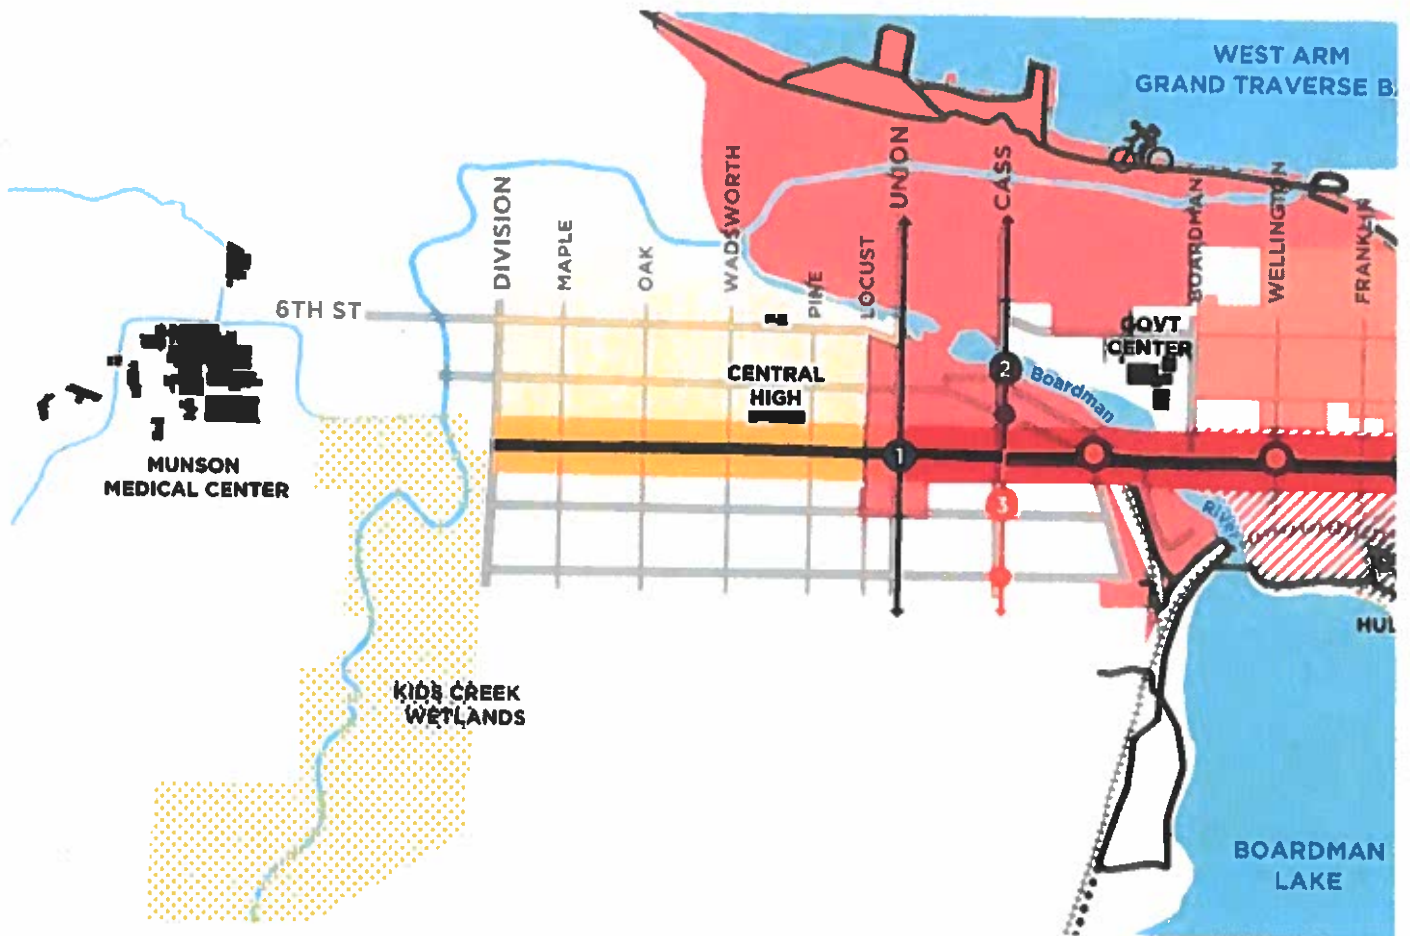 WEST ARM
GRAND TRAVERSE B
UNION
CASS
WADSWORTH
DIVISION
MAPLE
OAK
PINE
LOCUST
BOARDMAN
WELLINGTON
FRANKLIN
6TH ST
GOVT
CENTER
CENTRAL
HIGH
2
Boardman
1
MUNSON
MEDICAL CENTER
3
River
HUL
KIDS CREEK
WETLANDS
BOARDMAN
LAKE